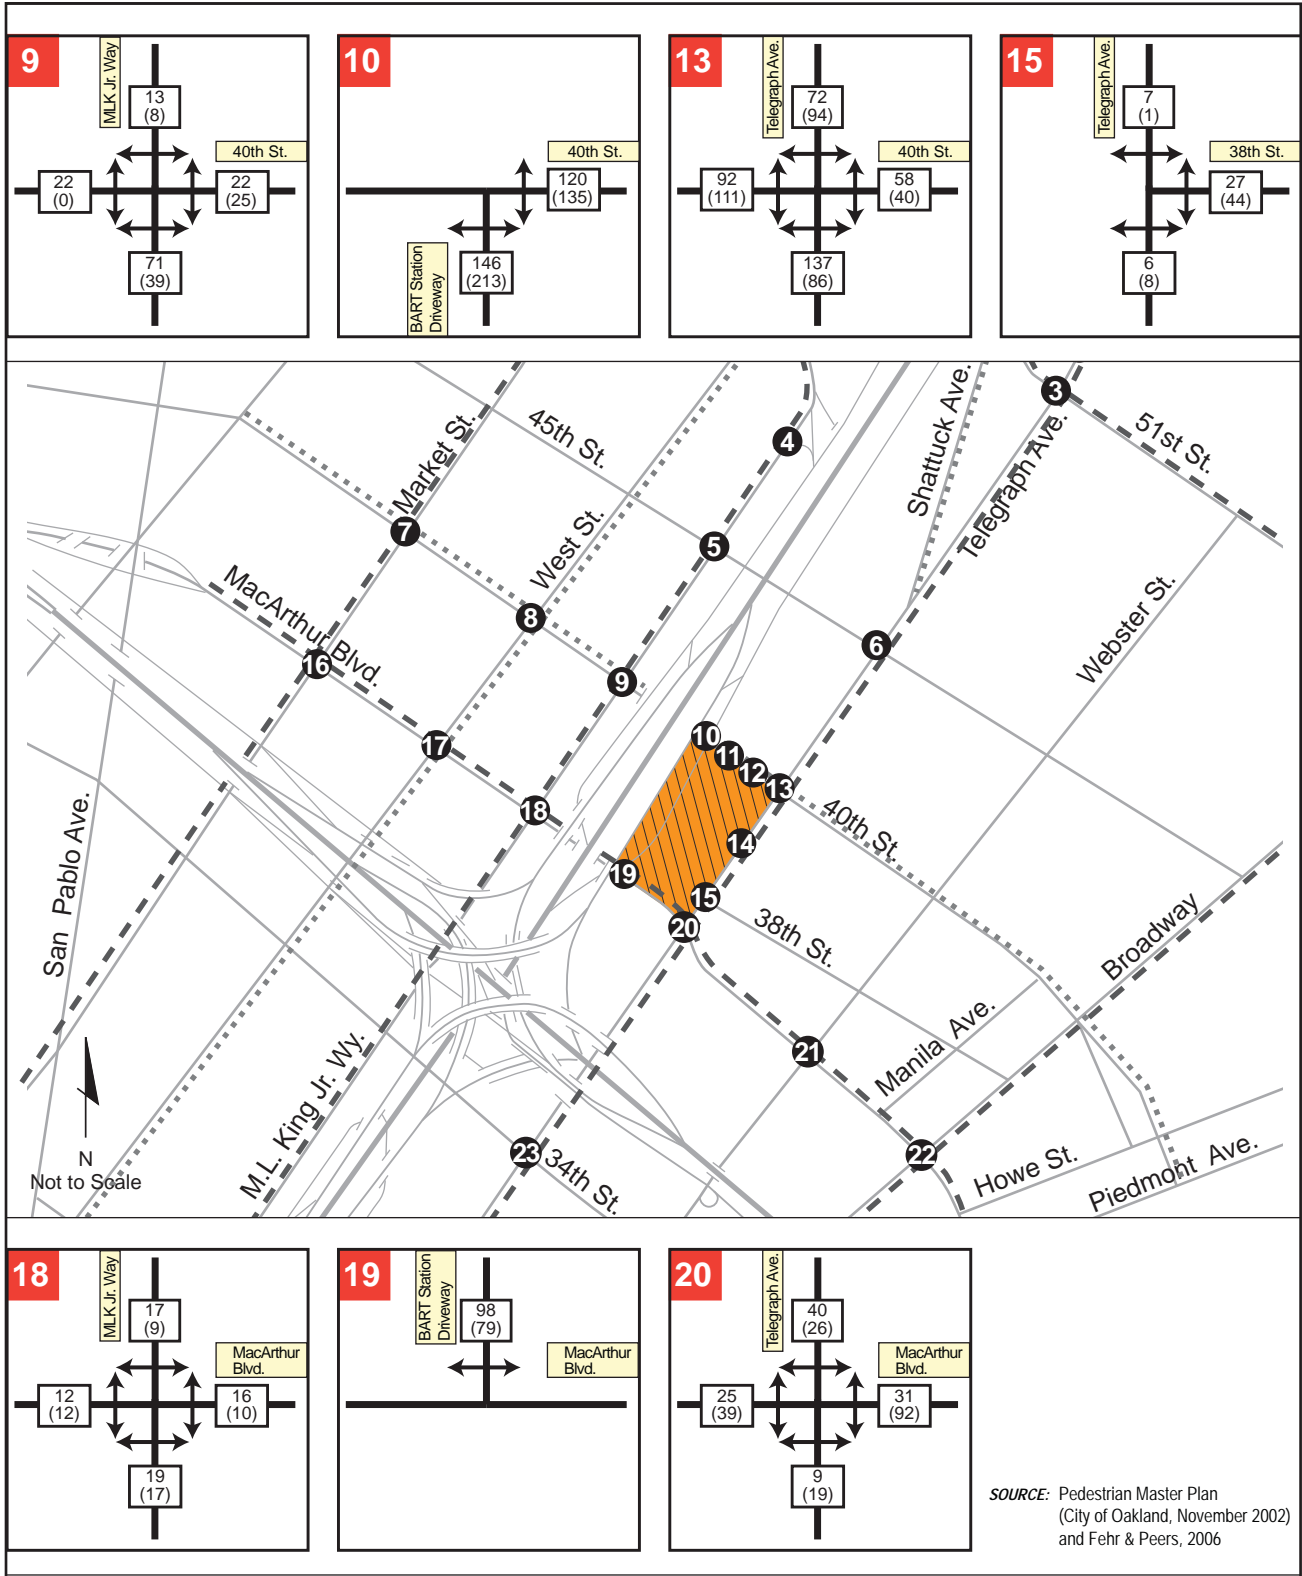 9
MLK Jr. Way
13
(8)
40th St.
22
(0)
22
(25)
71
(39)
10
40th St.
120
(135)
BART Station
Driveway
146
(213)
13
Telegraph Ave.
72
(94)
40th St.
92
(111)
58
(40)
137
(86)
15
Telegraph Ave.
7
(1)
38th St.
27
(44)
6
(8)
3
4
45th St.
Market St.
Shattuck Ave.
Telegraph Ave.
51st St.
7
5
West St.
MacArthur Blvd.
8
6
Webster St.
16
9
17
10
11
12
13
18
40th St.
14
19
15
San Pablo Ave.
20
38th St.
Broadway
Manila Ave.
21
M.L. King Jr. Wy.
N
Not to Scale
23
34th St.
22
Howe St.
Piedmont Ave.
18
MLK Jr. Way
17
(9)
MacArthur
Blvd.
12
(12)
16
(10)
19
(17)
19
BART Station
Driveway
98
(79)
MacArthur
Blvd.
20
Telegraph Ave.
40
(26)
MacArthur
Blvd.
25
(39)
31
(92)
9
(19)
SOURCE: Pedestrian Master Plan
(City of Oakland, November 2002)
and Fehr & Peers, 2006